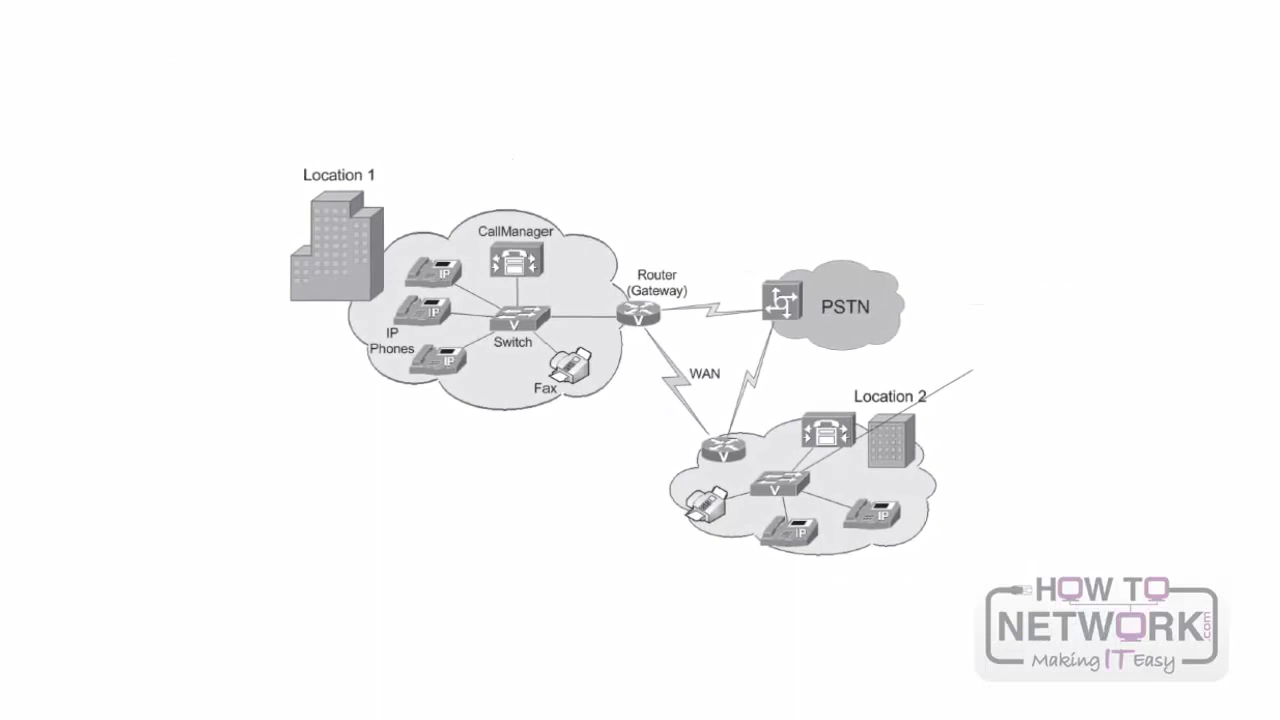 Location 1
CallManager
IP
IP
IP
IP
Phones
V
Switch
Fax
Router
(Gateway)
V
PSTN
WAN
Location 2
V
V
IP
IP
HOW TO
NETWORK.com
Making IT Easy